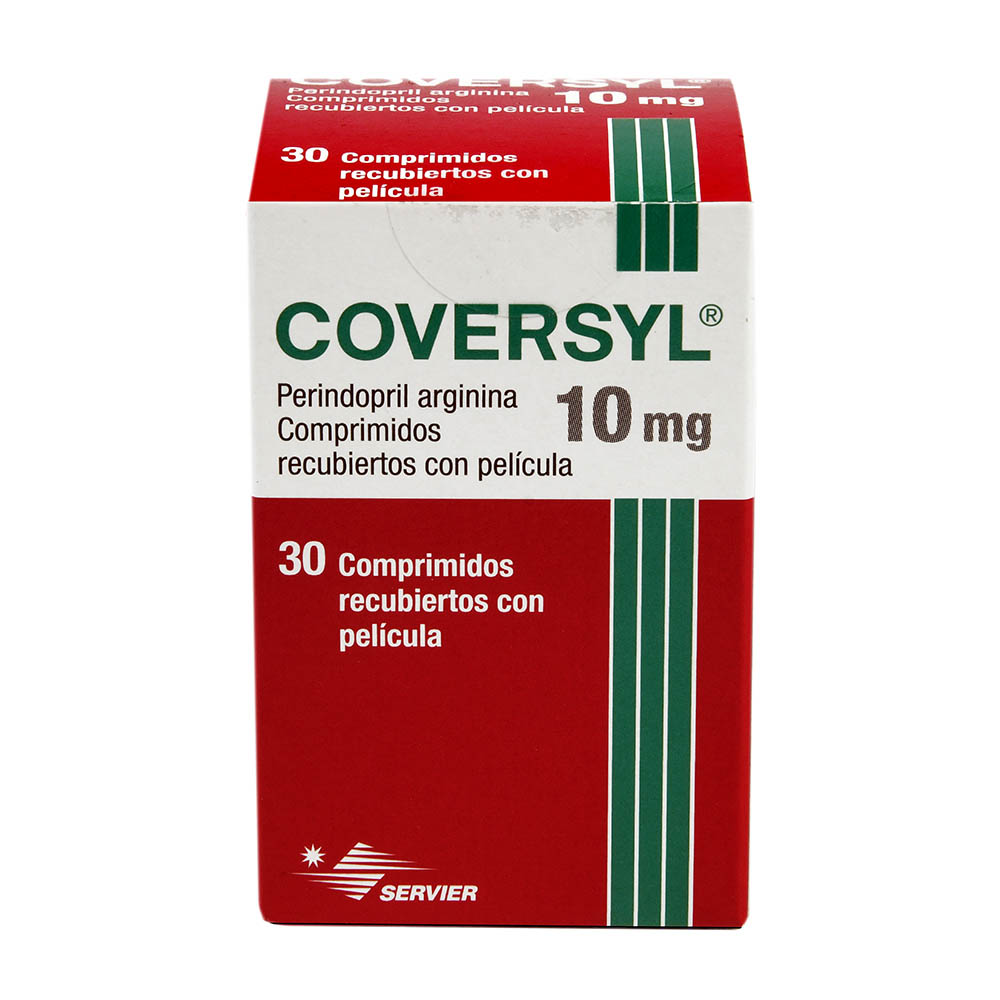 COVERSYL®
Perindopril arginina
Comprimidos 10 mg
recubiertos con película
30 Comprimidos
recubiertos con
película
COVERSYL®
Perindopril arginina
Comprimidos 10 mg
recubiertos con película
30 Comprimidos
recubiertos con
película
SERVIER